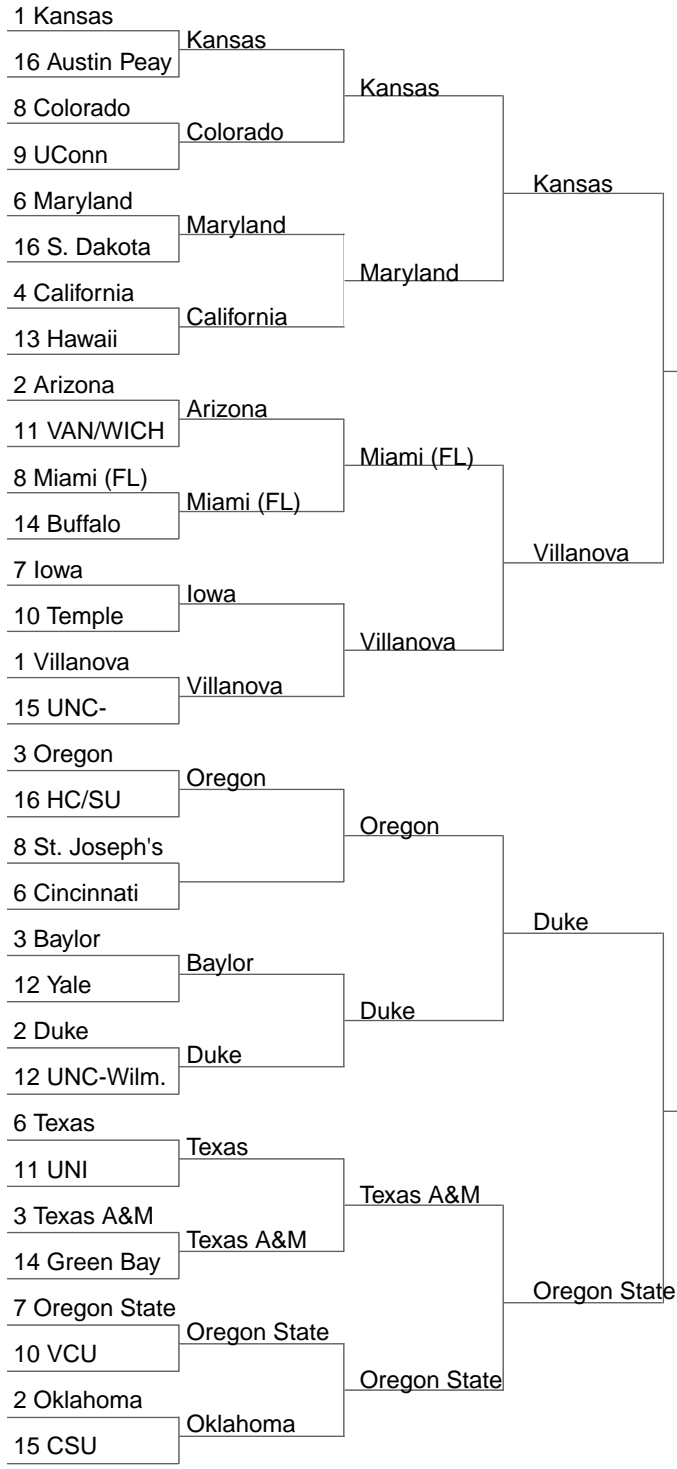 1 Kansas
16 Austin Peay
8 Colorado
9 UConn
6 Maryland
16 S. Dakota
4 California
13 Hawaii
2 Arizona
11 VAN/WICH
8 Miami (FL)
14 Buffalo
7 Iowa
10 Temple
1 Villanova
15 UNC-
3 Oregon
16 HC/SU
8 St. Joseph's
6 Cincinnati
3 Baylor
12 Yale
2 Duke
12 UNC-Wilm.
6 Texas
11 UNI
3 Texas A&M
14 Green Bay
7 Oregon State
10 VCU
2 Oklahoma
15 CSU
Kansas
Colorado
Maryland
California
Arizona
Miami (FL)
Iowa
Villanova
Oregon
Baylor
Duke
Texas
Texas A&M
Oregon State
Oklahoma
Kansas
Maryland
Miami (FL)
Villanova
Oregon
Duke
Texas A&M
Oregon State
Kansas
Villanova
Duke
Oregon State